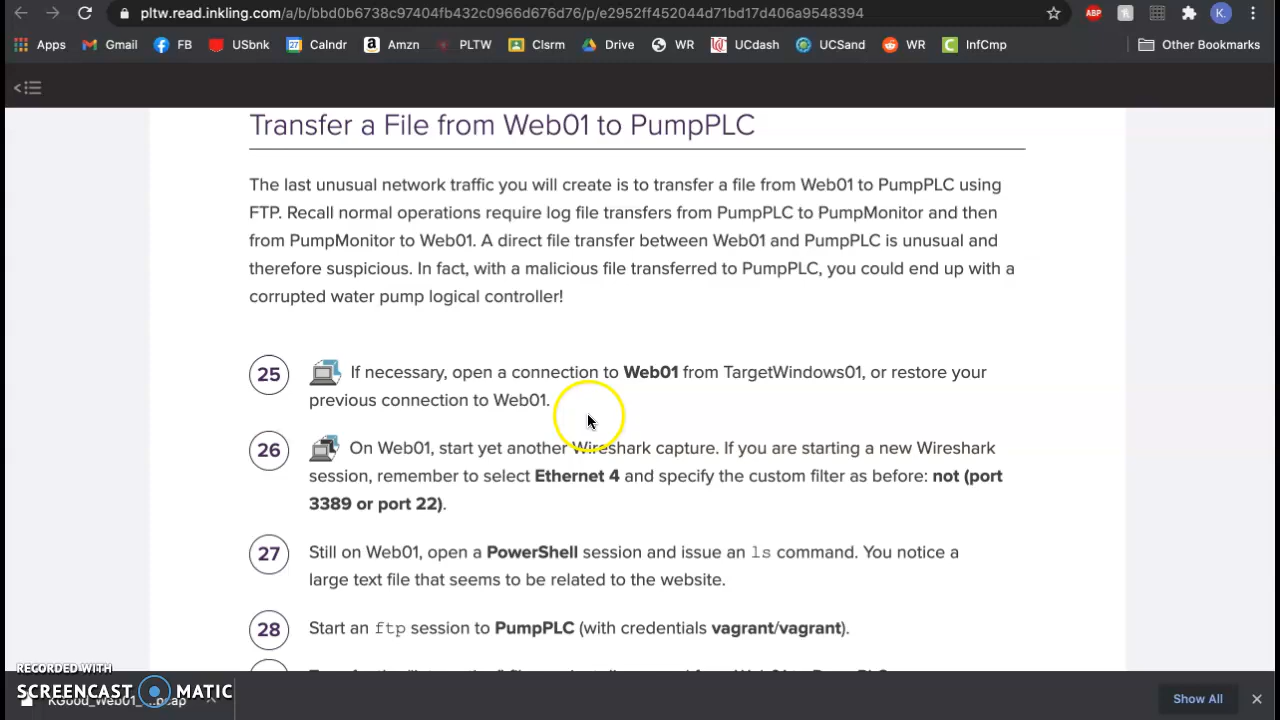 pltw.read.inkling.com/a/b/bbd0b6738c97404fb432c0966d676d76/p/e2952ff452044d71bd17d406a9548394
ABP
K.
Apps Gmail FB USbnk 27 Calndr Amzn PLTW Clsrm Drive WR UCdash UCSand WR InfCmp Other Bookmarks
Transfer a File from Web01 to PumpPLC
The last unusual network traffic you will create is to transfer a file from Web01 to PumpPLC using
FTP. Recall normal operations require log file transfers from PumpPLC to PumpMonitor and then
from PumpMonitor to Web01. A direct file transfer between Web01 and PumpPLC is unusual and
therefore suspicious. In fact, with a malicious file transferred to PumpPLC, you could end up with a
corrupted water pump logical controller!
25 If necessary, open a connection to Web01 from TargetWindows01, or restore your
previous connection to Web01.
26 On Web01, start yet another Wireshark capture. If you are starting a new Wireshark
session, remember to select Ethernet 4 and specify the custom filter as before: not (port
3389 or port 22).
27 Still on Web01, open a PowerShell session and issue an ls command. You notice a
large text file that seems to be related to the website.
28 Start an ftp session to PumpPLC (with credentials vagrant/vagrant).
RECORDED WITH
SCREENCAST MATIC
KGood_Web01_....pcap
Show All